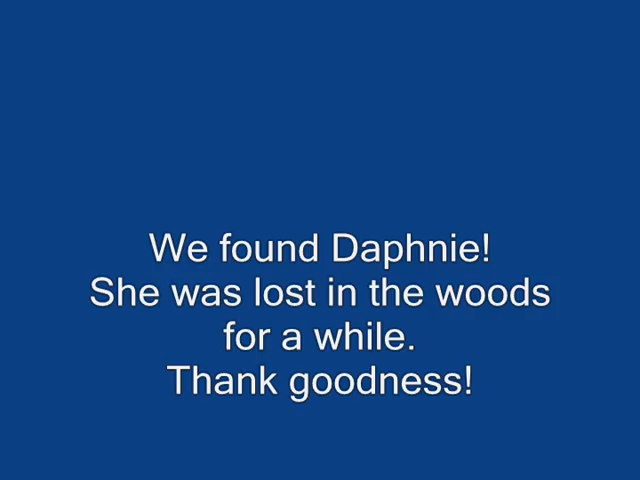 We found Daphnie!
She was lost in the woods
for a while.
Thank goodness!